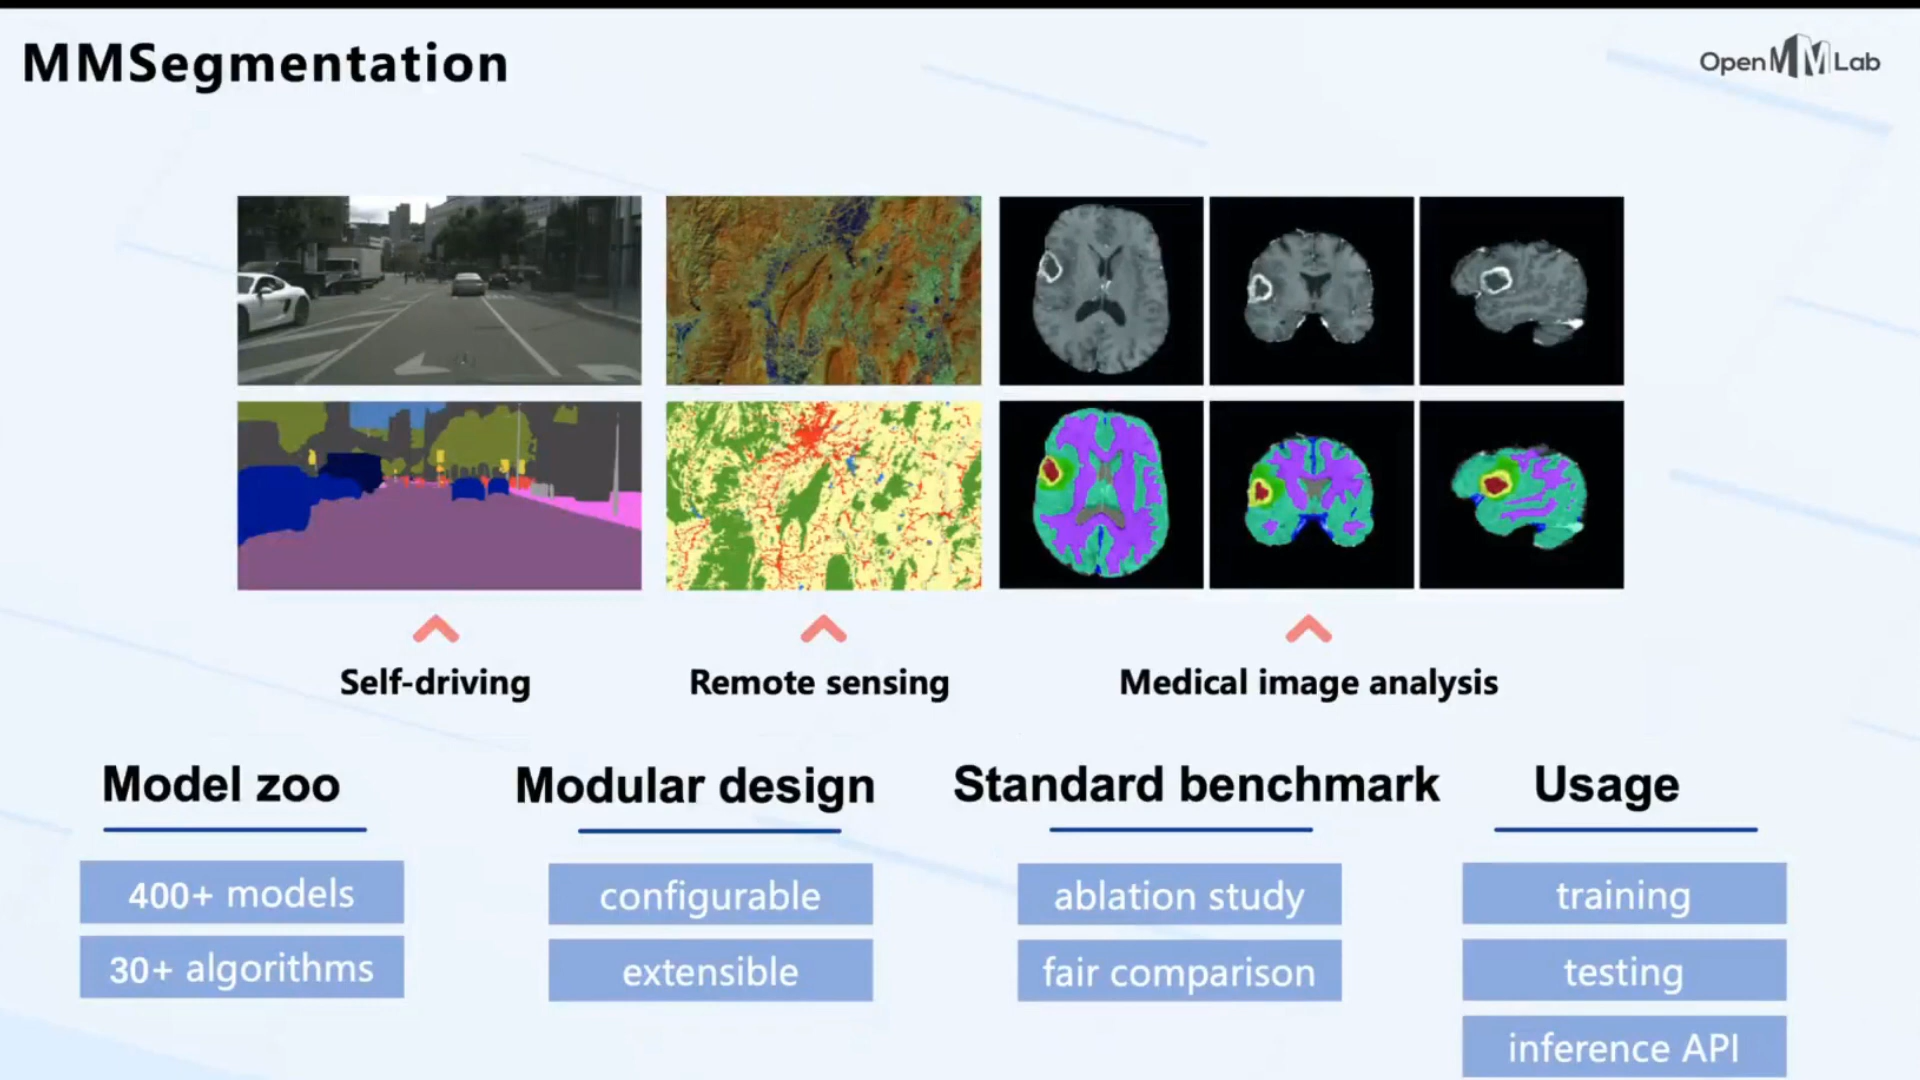 MMSegmentation
OpenMMLab
Self-driving
Remote sensing
Medical image analysis
Model zoo
400+ models
30+ algorithms
Modular design
configurable
extensible
Standard benchmark
ablation study
fair comparison
Usage
training
testing
inference API